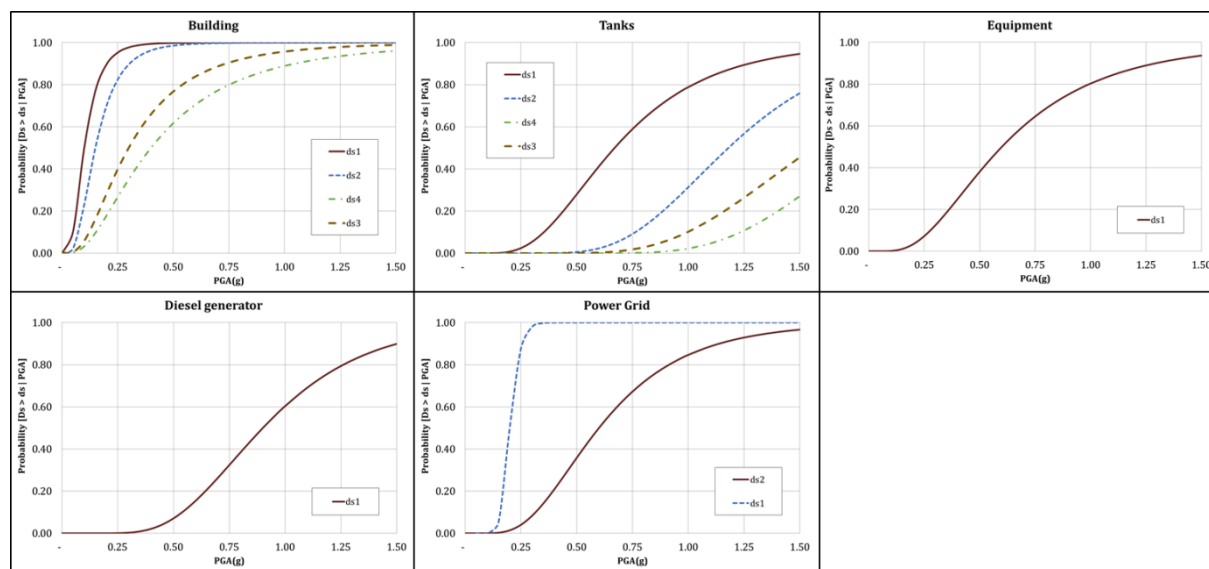 Building
Probability [Ds > ds | PGA]
1.00
0.80
0.60
0.40
0.20
0.00
ds1
ds2
ds4
ds3
- 0.25 0.50 0.75 1.00 1.25 1.50
PGA(g)
Tanks
Probability [Ds > ds | PGA]
1.00
0.80
0.60
0.40
0.20
0.00
ds1
ds2
ds4
ds3
- 0.25 0.50 0.75 1.00 1.25 1.50
PGA(g)
Equipment
Probability [Ds > ds | PGA]
1.00
0.80
0.60
0.40
0.20
0.00
ds1
- 0.25 0.50 0.75 1.00 1.25 1.50
PGA(g)
Diesel generator
Probability [Ds > ds | PGA]
1.00
0.80
0.60
0.40
0.20
0.00
ds1
- 0.25 0.50 0.75 1.00 1.25 1.50
PGA(g)
Power Grid
Probability [Ds > ds | PGA]
1.00
0.80
0.60
0.40
0.20
0.00
ds2
ds1
- 0.25 0.50 0.75 1.00 1.25 1.50
PGA(g)